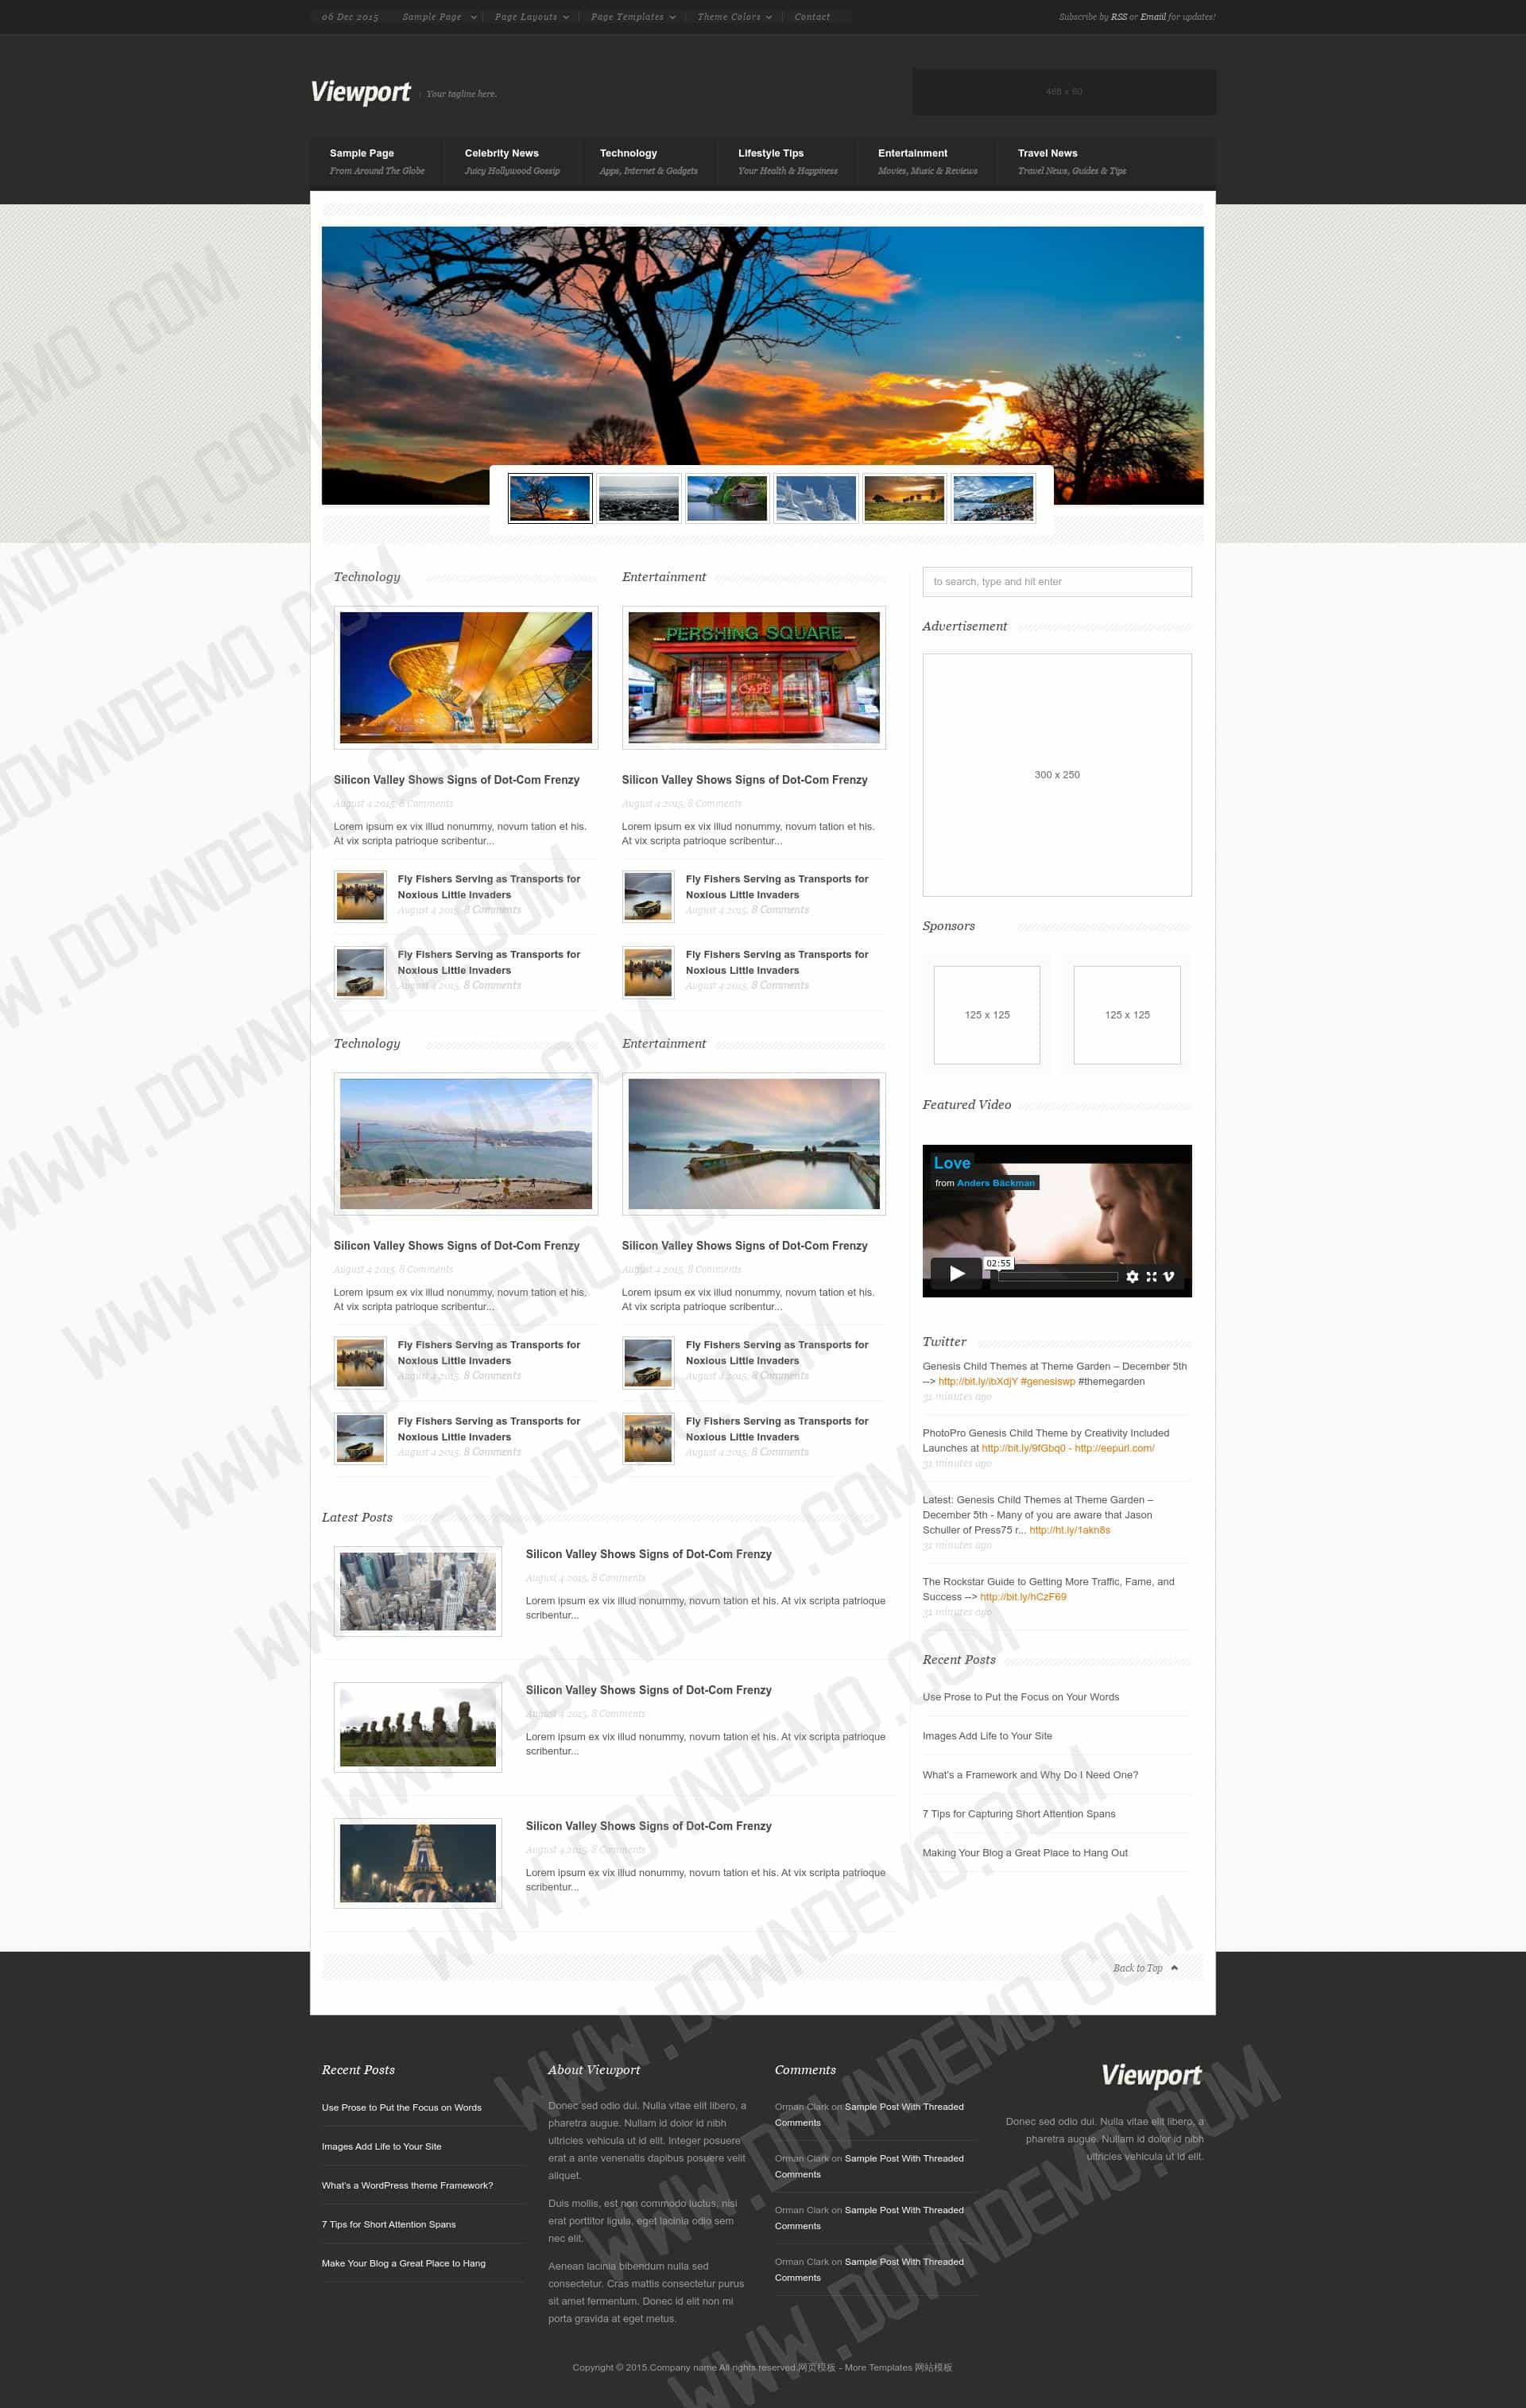 06 Dec 2015 Sample Page Page Layouts Page Templates Theme Colors Contact
Subscribe by RSS or Emaiil for updates!
Viewport
Your tagline here.
468 x 60
Sample Page Celebrity News Technology Lifestyle Tips Entertainment Travel News
From Around The Globe Juicy Hollywood Gossip Apps, Internet & Gadgets Your Health & Happiness Movies, Music & Reviews Travel News, Guides & Tips
Technology
PERSHING SQUARE
CAFE
Silicon Valley Shows Signs of Dot-Com Frenzy
August 4 2015, 8 Comments
Lorem ipsum ex vix illud nonummy, novum tation et his.
At vix scripta patrioque scribentur...
Fly Fishers Serving as Transports for
Noxious Little Invaders
August 4 2015, 8 Comments
Fly Fishers Serving as Transports for
Noxious Little Invaders
August 4 2015, 8 Comments
Entertainment
Silicon Valley Shows Signs of Dot-Com Frenzy
August 4 2015, 8 Comments
Lorem ipsum ex vix illud nonummy, novum tation et his.
At vix scripta patrioque scribentur...
Fly Fishers Serving as Transports for
Noxious Little Invaders
August 4 2015, 8 Comments
Fly Fishers Serving as Transports for
Noxious Little Invaders
August 4 2015, 8 Comments
Technology
Silicon Valley Shows Signs of Dot-Com Frenzy
August 4 2015, 8 Comments
Lorem ipsum ex vix illud nonummy, novum tation et his.
At vix scripta patrioque scribentur...
Fly Fishers Serving as Transports for
Noxious Little Invaders
August 4 2015, 8 Comments
Fly Fishers Serving as Transports for
Noxious Little Invaders
August 4 2015, 8 Comments
Entertainment
Silicon Valley Shows Signs of Dot-Com Frenzy
August 4 2015, 8 Comments
Lorem ipsum ex vix illud nonummy, novum tation et his.
At vix scripta patrioque scribentur...
Fly Fishers Serving as Transports for
Noxious Little Invaders
August 4 2015, 8 Comments
Fly Fishers Serving as Transports for
Noxious Little Invaders
August 4 2015, 8 Comments
Latest Posts
Silicon Valley Shows Signs of Dot-Com Frenzy
August 4 2015, 8 Comments
Lorem ipsum ex vix illud nonummy, novum tation et his. At vix scripta patrioque
scribentur...
Silicon Valley Shows Signs of Dot-Com Frenzy
August 4 2015, 8 Comments
Lorem ipsum ex vix illud nonummy, novum tation et his. At vix scripta patrioque
scribentur...
Silicon Valley Shows Signs of Dot-Com Frenzy
August 4 2015, 8 Comments
Lorem ipsum ex vix illud nonummy, novum tation et his. At vix scripta patrioque
scribentur...
to search, type and hit enter
Advertisement
300 x 250
Sponsors
125 x 125 125 x 125
Featured Video
Love
from Anders Bäckman
02:55
Twitter
Genesis Child Themes at Theme Garden – December 5th
--> http://bit.ly/ibXdjY #genesiswp #themegarden
31 minutes ago
PhotoPro Genesis Child Theme by Creativity Included
Launches at http://bit.ly/9fGbq0 - http://eepurl.com/
31 minutes ago
Latest: Genesis Child Themes at Theme Garden –
December 5th - Many of you are aware that Jason
Schuller of Press75 r... http://ht.ly/1akn8s
31 minutes ago
The Rockstar Guide to Getting More Traffic, Fame, and
Success --> http://bit.ly/hCzF69
31 minutes ago
Recent Posts
Use Prose to Put the Focus on Your Words
Images Add Life to Your Site
What's a Framework and Why Do I Need One?
7 Tips for Capturing Short Attention Spans
Making Your Blog a Great Place to Hang Out
Back to Top
Recent Posts
Use Prose to Put the Focus on Words
Images Add Life to Your Site
What's a WordPress theme Framework?
7 Tips for Short Attention Spans
Make Your Blog a Great Place to Hang
About Viewport
Donec sed odio dui. Nulla vitae elit libero, a
pharetra augue. Nullam id dolor id nibh
ultricies vehicula ut id elit. Integer posuere
erat a ante venenatis dapibus posuere velit
aliquet.
Duis mollis, est non commodo luctus, nisi
erat porttitor ligula, eget lacinia odio sem
nec elit.
Aenean lacinia bibendum nulla sed
consectetur. Cras mattis consectetur purus
sit amet fermentum. Donec id elit non mi
porta gravida at eget metus.
Comments
Orman Clark on Sample Post With Threaded
Comments
Orman Clark on Sample Post With Threaded
Comments
Orman Clark on Sample Post With Threaded
Comments
Orman Clark on Sample Post With Threaded
Comments
Viewport
Donec sed odio dui. Nulla vitae elit libero, a
pharetra augue. Nullam id dolor id nibh
ultricies vehicula ut id elit.
Copyright © 2015.Company name All rights reserved.网页模板 - More Templates 网站模板
WWW.DOWNDEMO.COM